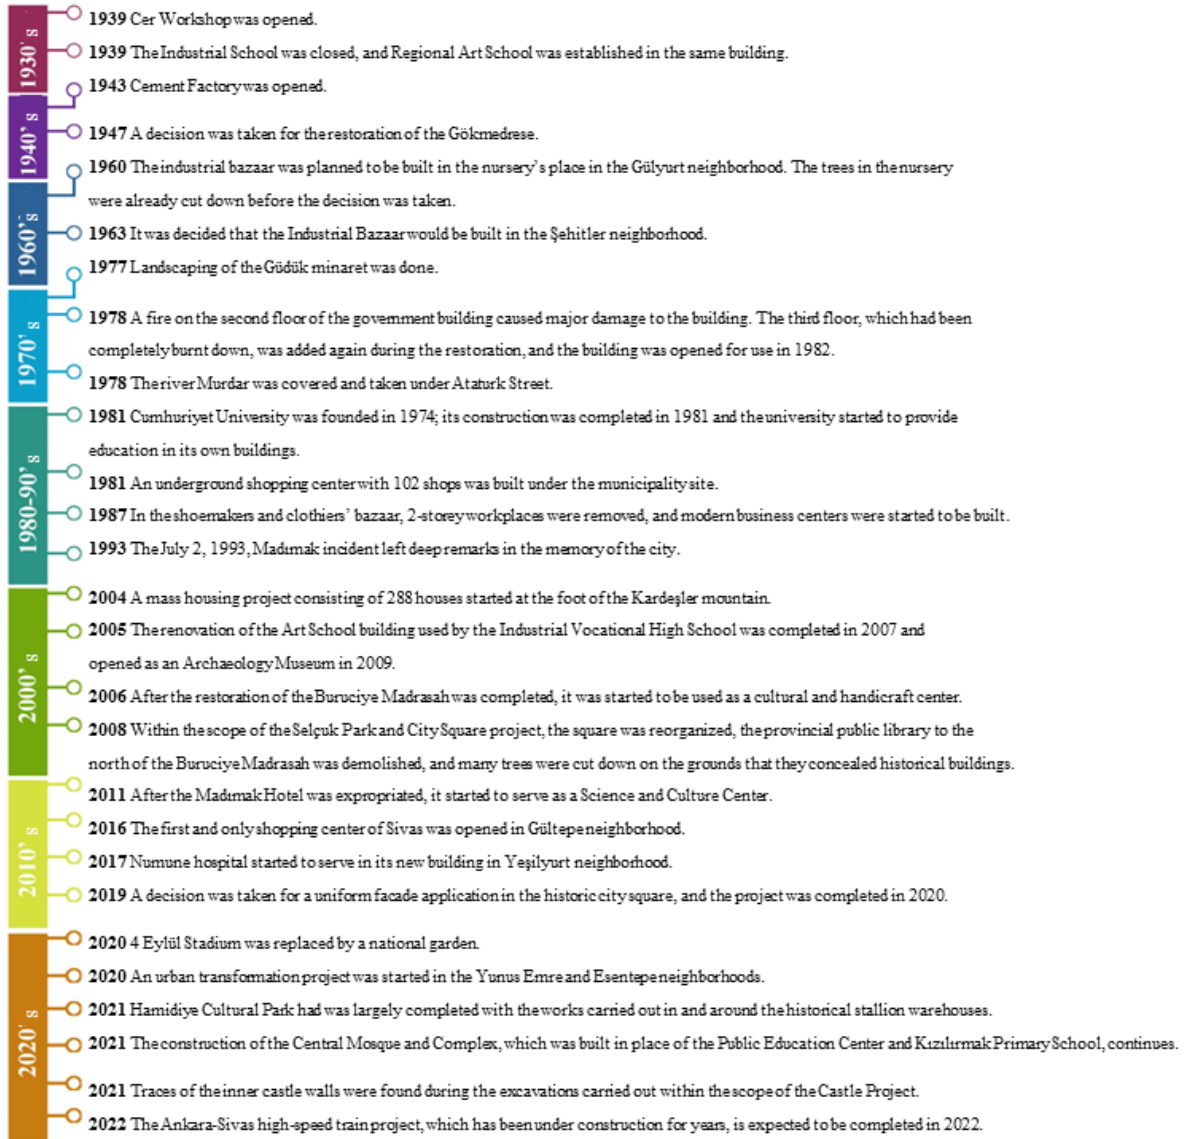 1930's
1939 Cer Workshop was opened.
1939 The Industrial School was closed, and Regional Art School was established in the same building.
1940's
1943 Cement Factory was opened.
1947 A decision was taken for the restoration of the Gökmedrese.
1960's
1960 The industrial bazaar was planned to be built in the nursery's place in the Gülyurt neighborhood. The trees in the nursery
were already cut down before the decision was taken.
1963 It was decided that the Industrial Bazaar would be built in the Şehitler neighborhood.
1970's
1977 Landscaping of the Güdük minaret was done.
1978 A fire on the second floor of the government building caused major damage to the building. The third floor, which had been
completely burnt down, was added again during the restoration, and the building was opened for use in 1982.
1978 The river Murdar was covered and taken under Ataturk Street.
1980-90's
1981 Cumhuriyet University was founded in 1974; its construction was completed in 1981 and the university started to provide
education in its own buildings.
1981 An underground shopping center with 102 shops was built under the municipality site.
1987 In the shoemakers and clothiers' bazaar, 2-storey workplaces were removed, and modern business centers were started to be built.
1993 The July 2, 1993, Madımak incident left deep remarks in the memory of the city.
2000's
2004 A mass housing project consisting of 288 houses started at the foot of the Kardeşler mountain.
2005 The renovation of the Art School building used by the Industrial Vocational High School was completed in 2007 and
opened as an Archaeology Museum in 2009.
2006 After the restoration of the Buruciye Madrasah was completed, it was started to be used as a cultural and handicraft center.
2008 Within the scope of the Selçuk Park and City Square project, the square was reorganized, the provincial public library to the
north of the Buruciye Madrasah was demolished, and many trees were cut down on the grounds that they concealed historical buildings.
2010's
2011 After the Madımak Hotel was expropriated, it started to serve as a Science and Culture Center.
2016 The first and only shopping center of Sivas was opened in Gültepe neighborhood.
2017 Numune hospital started to serve in its new building in Yeşilyurt neighborhood.
2019 A decision was taken for a uniform facade application in the historic city square, and the project was completed in 2020.
2020's
2020 4 Eylül Stadium was replaced by a national garden.
2020 An urban transformation project was started in the Yunus Emre and Esentepe neighborhoods.
2021 Hamidiye Cultural Park had was largely completed with the works carried out in and around the historical stallion warehouses.
2021 The construction of the Central Mosque and Complex, which was built in place of the Public Education Center and Kızılırmak Primary School, continues.
2021 Traces of the inner castle walls were found during the excavations carried out within the scope of the Castle Project.
2022 The Ankara-Sivas high-speed train project, which has been under construction for years, is expected to be completed in 2022.